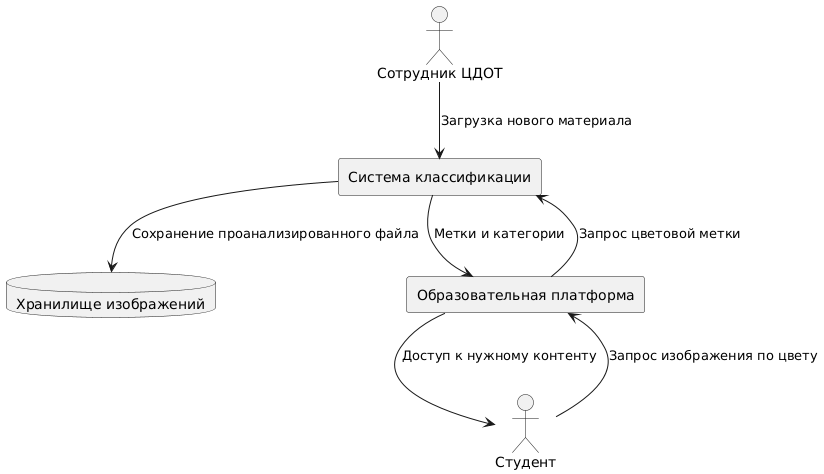 Сотрудник ЦДОТ
Загрузка нового материала
Система классификации
Сохранение проанализированного файла
Метки и категории
Запрос цветовой метки
Хранилище изображений
Образовательная платформа
Доступ к нужному контенту
Запрос изображения по цвету
Студент